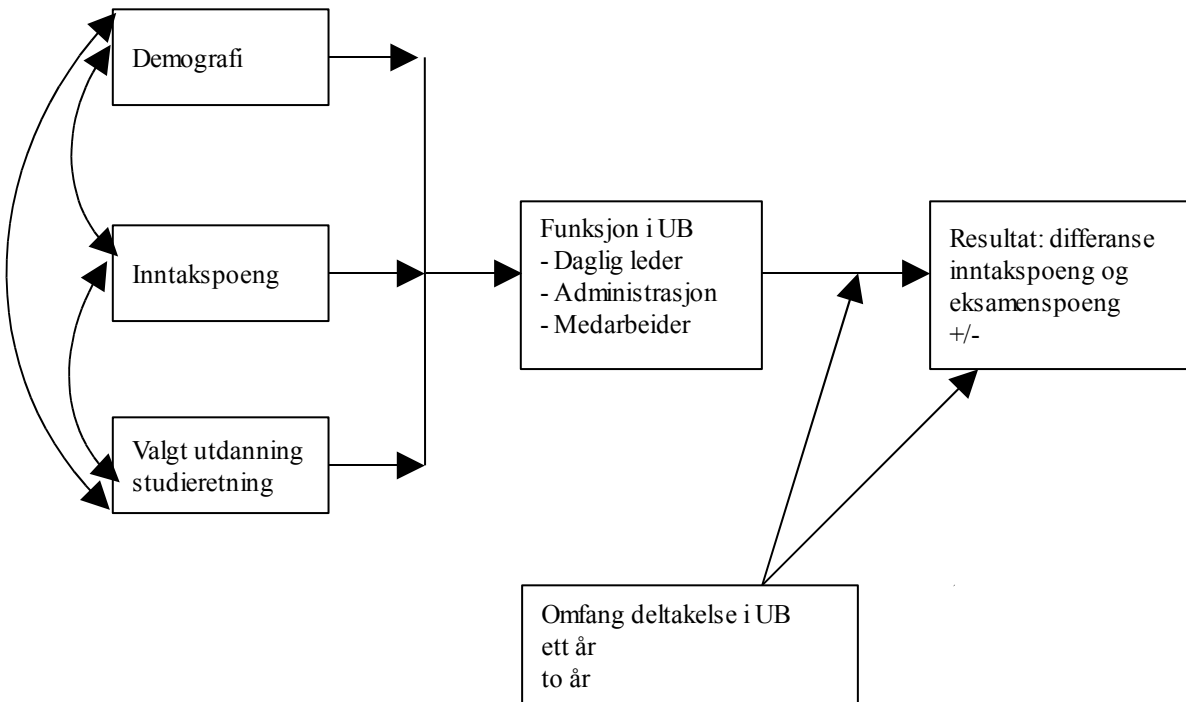 Demografi
Inntakspoeng
Valgt utdanning
studieretning
Funksjon i UB
- Daglig leder
- Administrasjon
- Medarbeider
Resultat: differanse
inntakspoeng og
eksamenspoeng
+/-
Omfang deltakelse i UB
ett år
to år